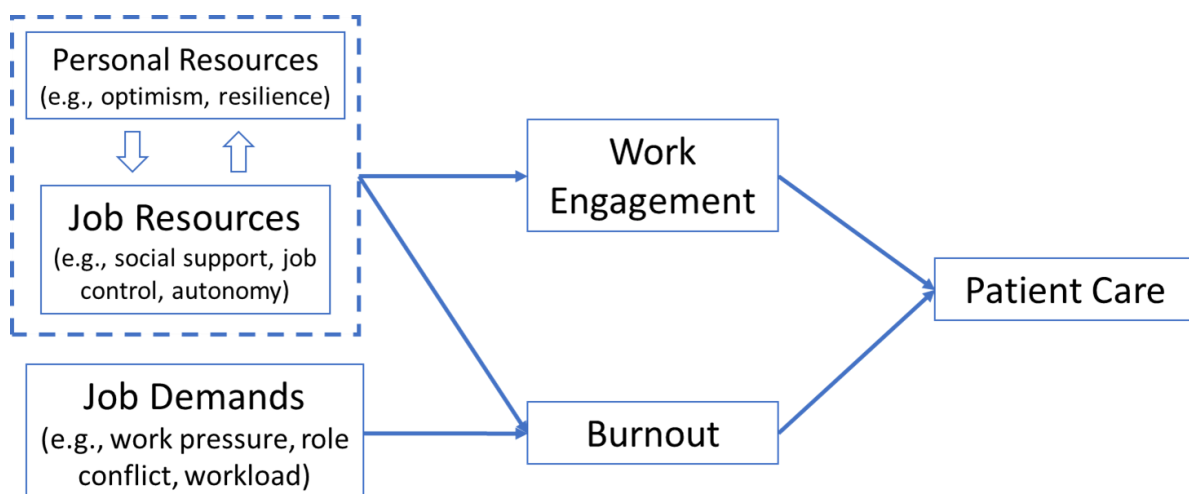 Personal Resources
(e.g., optimism, resilience)
Job Resources
(e.g., social support, job
control, autonomy)
Job Demands
(e.g., work pressure, role
conflict, workload)
Work
Engagement
Burnout
Patient Care